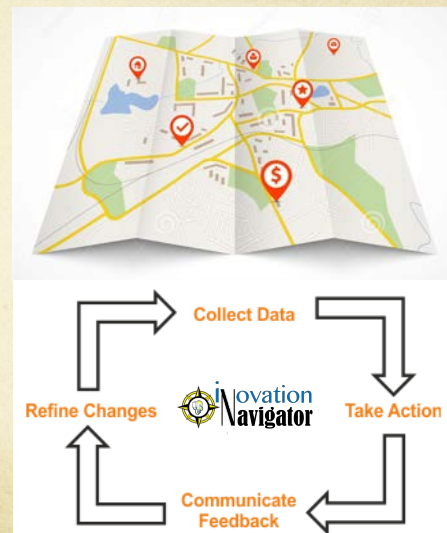 $
Collect Data
Refine Changes
inovation
Navigator
Take Action
Communicate
Feedback